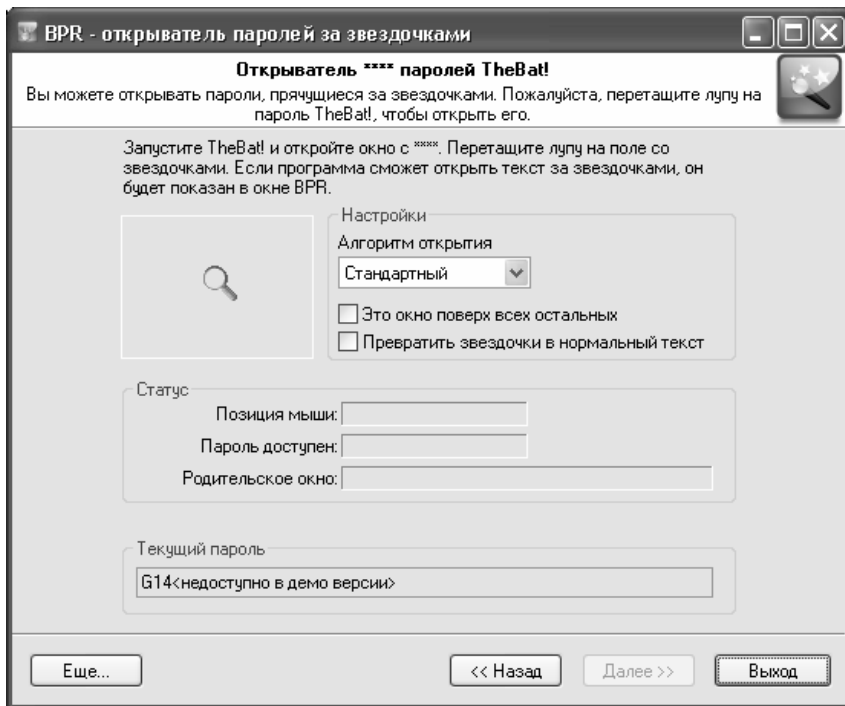 BPR - открыватель паролей за звездочками
Открыватель **** паролей TheBat!
Вы можете открывать пароли, прячущиеся за звездочками. Пожалуйста, перетащите лупу на
пароль TheBat!, чтобы открыть его.
Запустите TheBat! и откройте окно с ****. Перетащите лупу на поле со
звездочками. Если программа сможет открыть текст за звездочками, он
будет показан в окне BPR.
Настройки
Алгоритм открытия
Стандартный
Это окно поверх всех остальных
Превратить звездочки в нормальный текст
Статус
Позиция мыши:
Пароль доступен:
Родительское окно:
Текущий пароль
G14<недоступно в демо версии>
Еще...
<< Назад
Далее >>
Выход